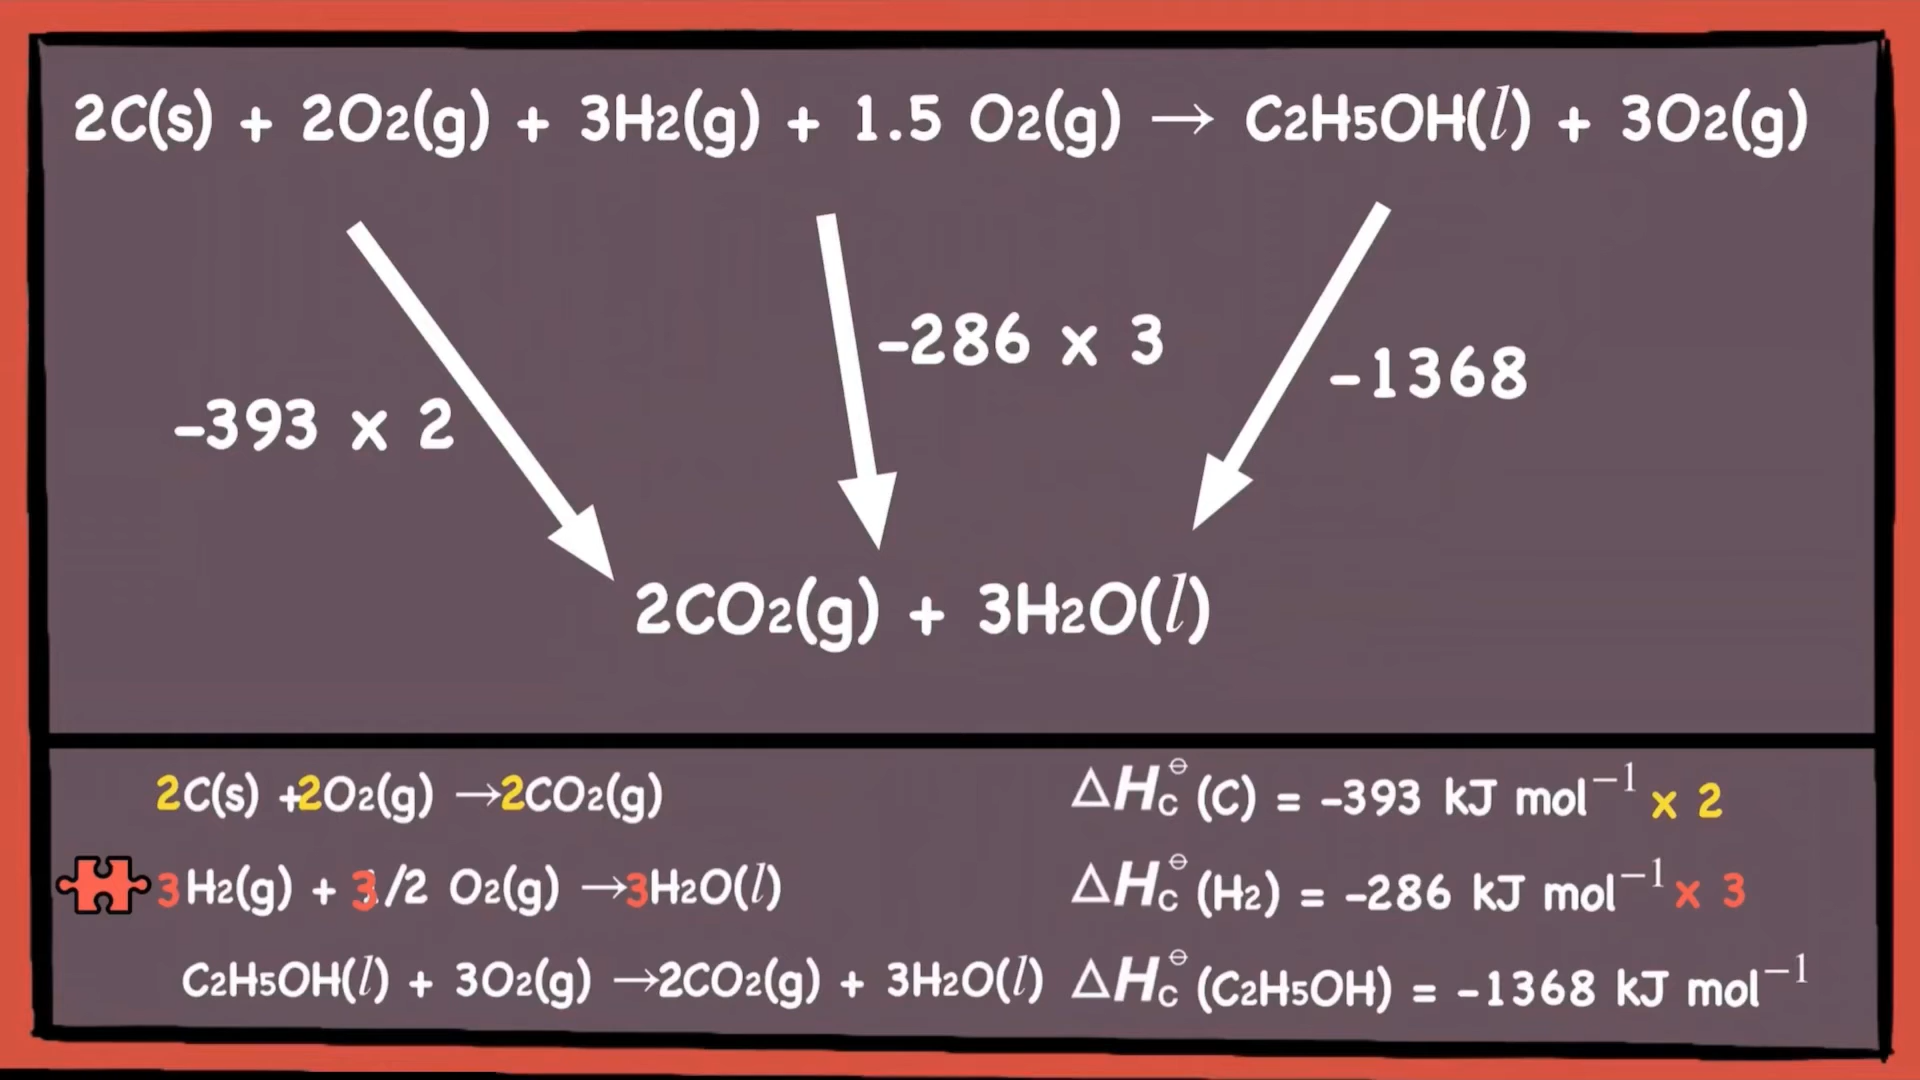 2C(s) + 2O2(g) + 3H2(g) + 1.5 O2(g) → C2H5OH(l) + 3O2(g)
-286 x 3
-1368
-393 x 2
2CO2(g) + 3H2O(l)
2C(s) +2O2(g) →2CO2(g) ΔHc⊖ (C) = -393 kJ mol⁻¹ x 2
3H2(g) + 3/2 O2(g) →3H2O(l) ΔHc⊖ (H2) = -286 kJ mol⁻¹ x 3
C2H5OH(l) + 3O2(g) →2CO2(g) + 3H2O(l) ΔHc⊖ (C2H5OH) = -1368 kJ mol⁻¹